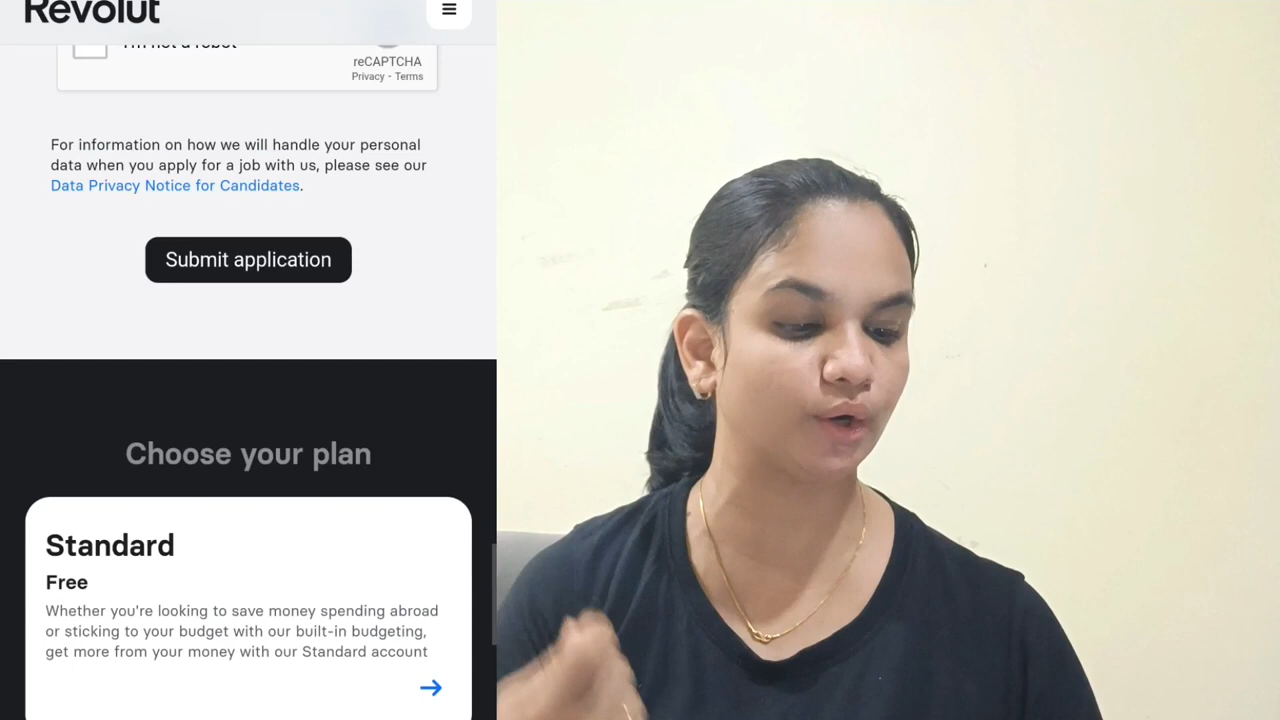 Revolut
I'm not a robot
reCAPTCHA
Privacy - Terms
For information on how we will handle your personal
data when you apply for a job with us, please see our
Data Privacy Notice for Candidates.
Submit application
Choose your plan
Standard
Free
Whether you're looking to save money spending abroad
or sticking to your budget with our built-in budgeting,
get more from your money with our Standard account